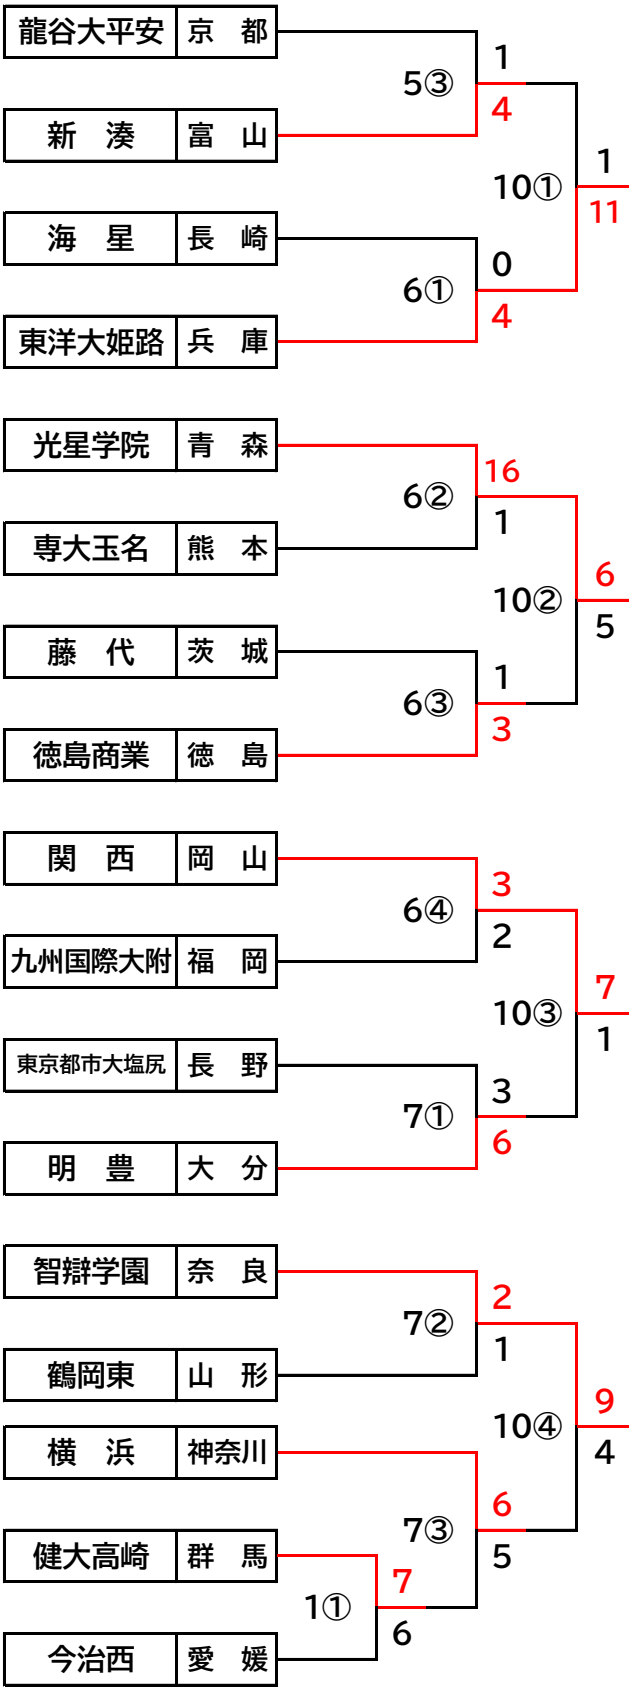 龍谷大平安 京 都
1
5③
4
新 湊 富 山
1
10①
11
海 星 長 崎
0
6①
4
東洋大姫路 兵 庫
光星学院 青 森
16
6②
1
専大玉名 熊 本
6
10②
5
藤 代 茨 城
1
6③
3
徳島商業 徳 島
関 西 岡 山
3
6④
2
九州国際大附 福 岡
7
10③
1
東京都市大塩尻 長 野
3
7①
6
明 豊 大 分
智辯学園 奈 良
2
7②
1
鶴岡東 山 形
9
10④
4
横 浜 神奈川
6
7③
5
健大高崎 群 馬
7
1①
6
今治西 愛 媛